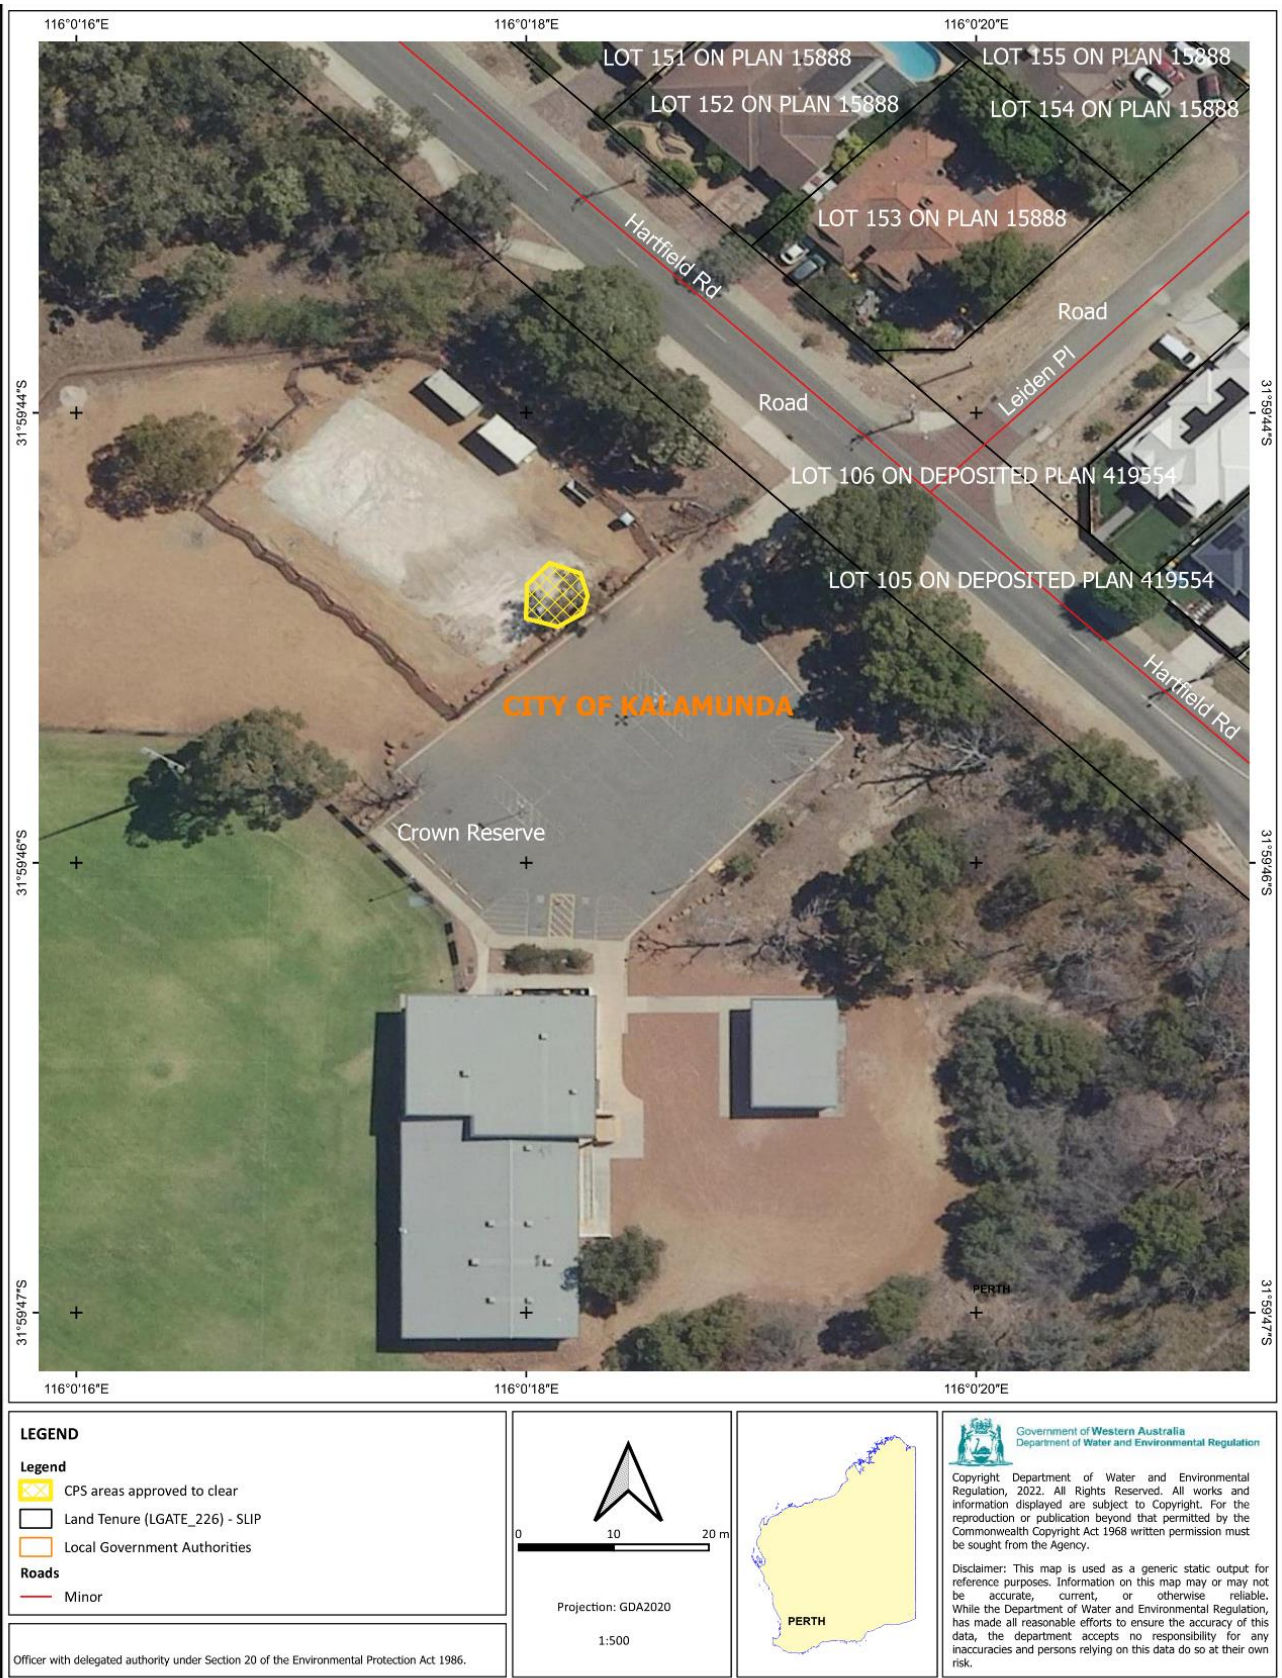 116°0'16"E
116°0'18"E
116°0'20"E
LOT 151 ON PLAN 15888
LOT 155 ON PLAN 15888
LOT 152 ON PLAN 15888
LOT 154 ON PLAN 15888
LOT 153 ON PLAN 15888
Hartfield Rd
Road
Leiden Pl
Road
31°59'44"S
31°59'44"S
LOT 106 ON DEPOSITED PLAN 419554
LOT 105 ON DEPOSITED PLAN 419554
Hartfield Rd
CITY OF KALAMUNDA
Crown Reserve
31°59'46"S
31°59'46"S
PERTH
31°59'47"S
31°59'47"S
116°0'16"E
116°0'18"E
116°0'20"E
LEGEND
Legend
CPS areas approved to clear
Land Tenure (LGATE_226) - SLIP
Local Government Authorities
Roads
Minor
Officer with delegated authority under Section 20 of the Environmental Protection Act 1986.
0 10 20 m
Projection: GDA2020
1:500
PERTH
Government of Western Australia
Department of Water and Environmental Regulation
Copyright Department of Water and Environmental
Regulation, 2022. All Rights Reserved. All works and
information displayed are subject to Copyright. For the
reproduction or publication beyond that permitted by the
Commonwealth Copyright Act 1968 written permission must
be sought from the Agency.
Disclaimer: This map is used as a generic static output for
reference purposes. Information on this map may or may not
be accurate, current, or otherwise reliable.
While the Department of Water and Environmental Regulation,
has made all reasonable efforts to ensure the accuracy of this
data, the department accepts no responsibility for any
inaccuracies and persons relying on this data do so at their own
risk.